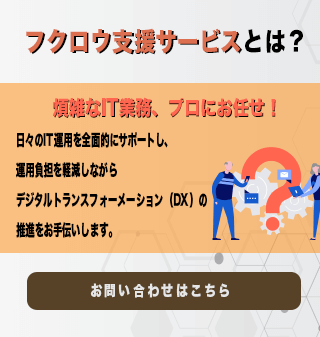 フクロウ支援サービスとは？
煩雑なIT業務、プロにお任せ！
日々のIT運用を全面的にサポートし、
運用負担を軽減しながら
デジタルトランスフォーメーション（DX）の
推進をお手伝いします。
お問い合わせはこちら